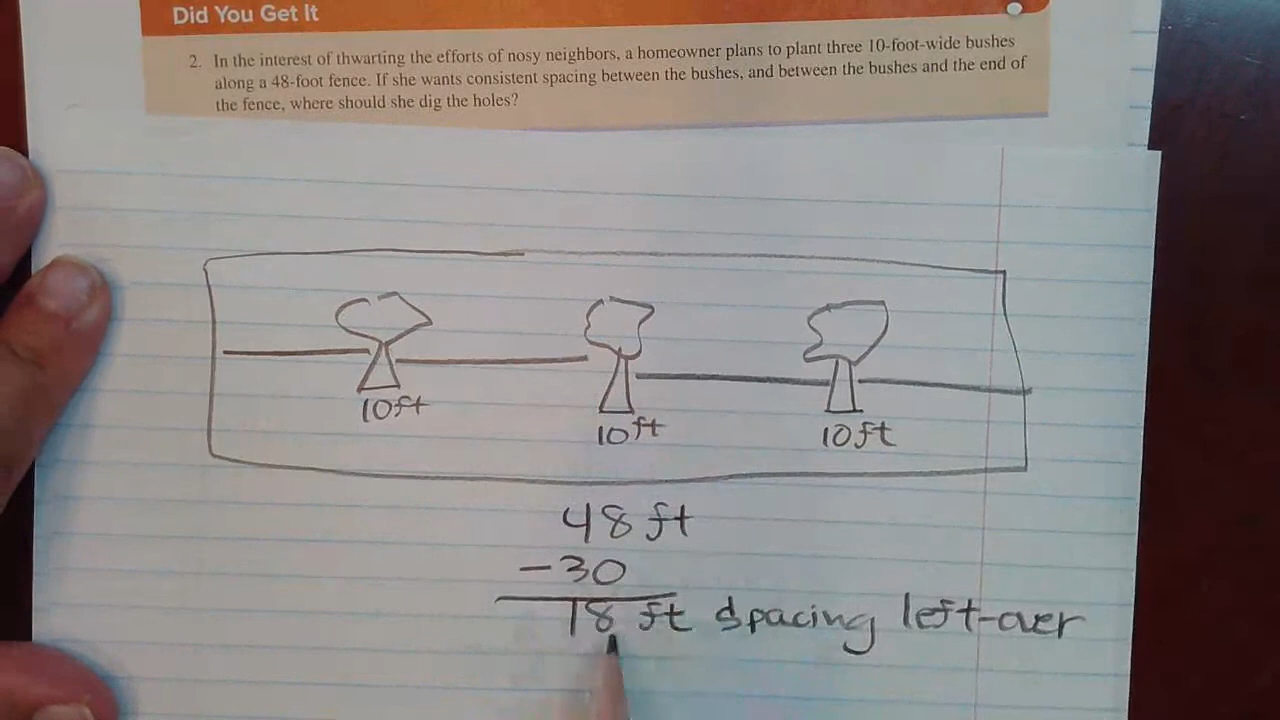 Did You Get It
2. In the interest of thwarting the efforts of nosy neighbors, a homeowner plans to plant three 10-foot-wide bushes
along a 48-foot fence. If she wants consistent spacing between the bushes, and between the bushes and the end of
the fence, where should she dig the holes?
10ft
10ft
10ft
48 ft
-30
18 ft spacing left-over